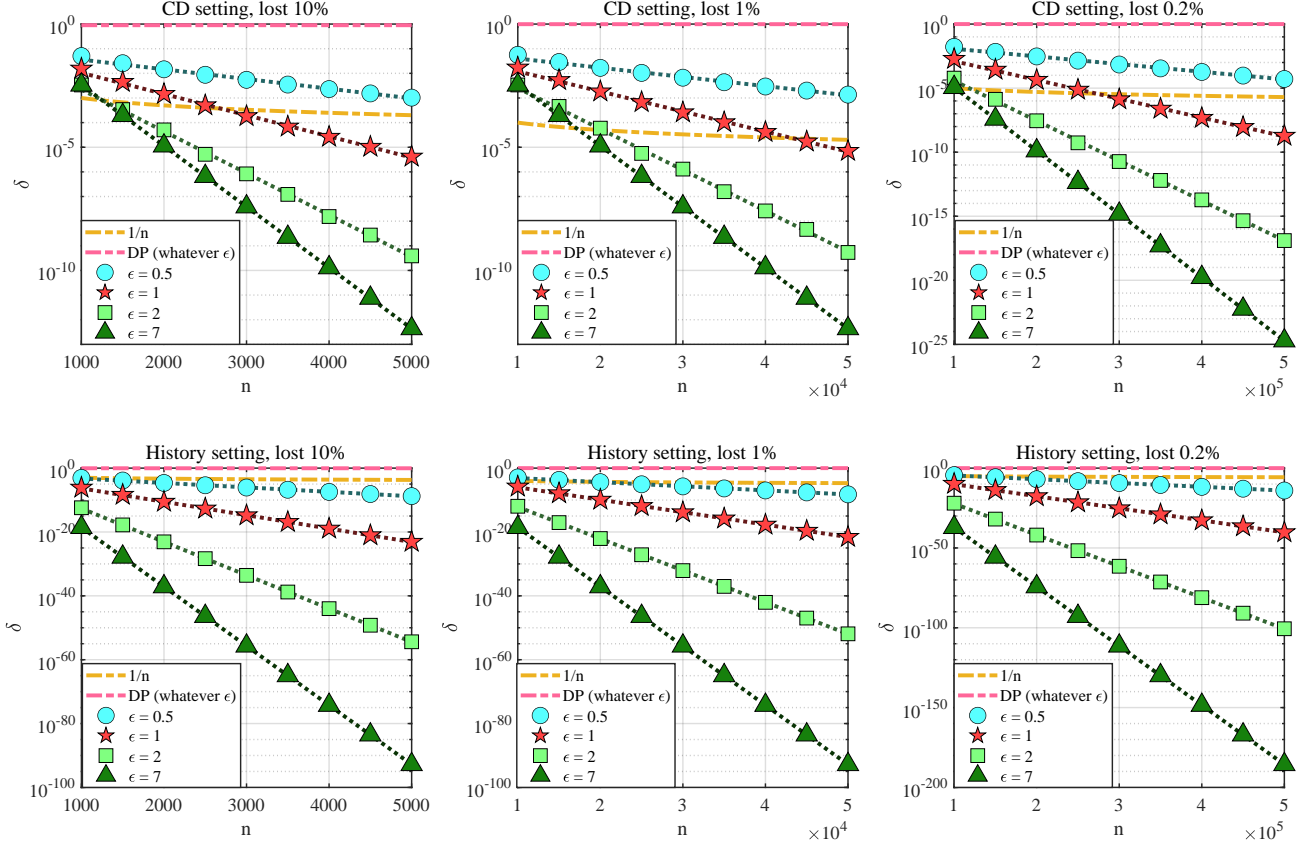 CD setting, lost 10%
10^0
10^-5
10^-10
δ
1/n
DP (whatever ϵ)
ϵ = 0.5
ϵ = 1
ϵ = 2
ϵ = 7
1000 2000 3000 4000 5000
n
CD setting, lost 1%
10^0
10^-5
10^-10
δ
1/n
DP (whatever ϵ)
ϵ = 0.5
ϵ = 1
ϵ = 2
ϵ = 7
1 2 3 4 5
n
×10^4
CD setting, lost 0.2%
10^0
10^-5
10^-10
10^-15
10^-20
10^-25
δ
1/n
DP (whatever ϵ)
ϵ = 0.5
ϵ = 1
ϵ = 2
ϵ = 7
1 2 3 4 5
n
×10^5
History setting, lost 10%
10^0
10^-20
10^-40
10^-60
10^-80
10^-100
δ
1/n
DP (whatever ϵ)
ϵ = 0.5
ϵ = 1
ϵ = 2
ϵ = 7
1000 2000 3000 4000 5000
n
History setting, lost 1%
10^0
10^-20
10^-40
10^-60
10^-80
10^-100
δ
1/n
DP (whatever ϵ)
ϵ = 0.5
ϵ = 1
ϵ = 2
ϵ = 7
1 2 3 4 5
n
×10^4
History setting, lost 0.2%
10^0
10^-50
10^-100
10^-150
10^-200
δ
1/n
DP (whatever ϵ)
ϵ = 0.5
ϵ = 1
ϵ = 2
ϵ = 7
1 2 3 4 5
n
×10^5